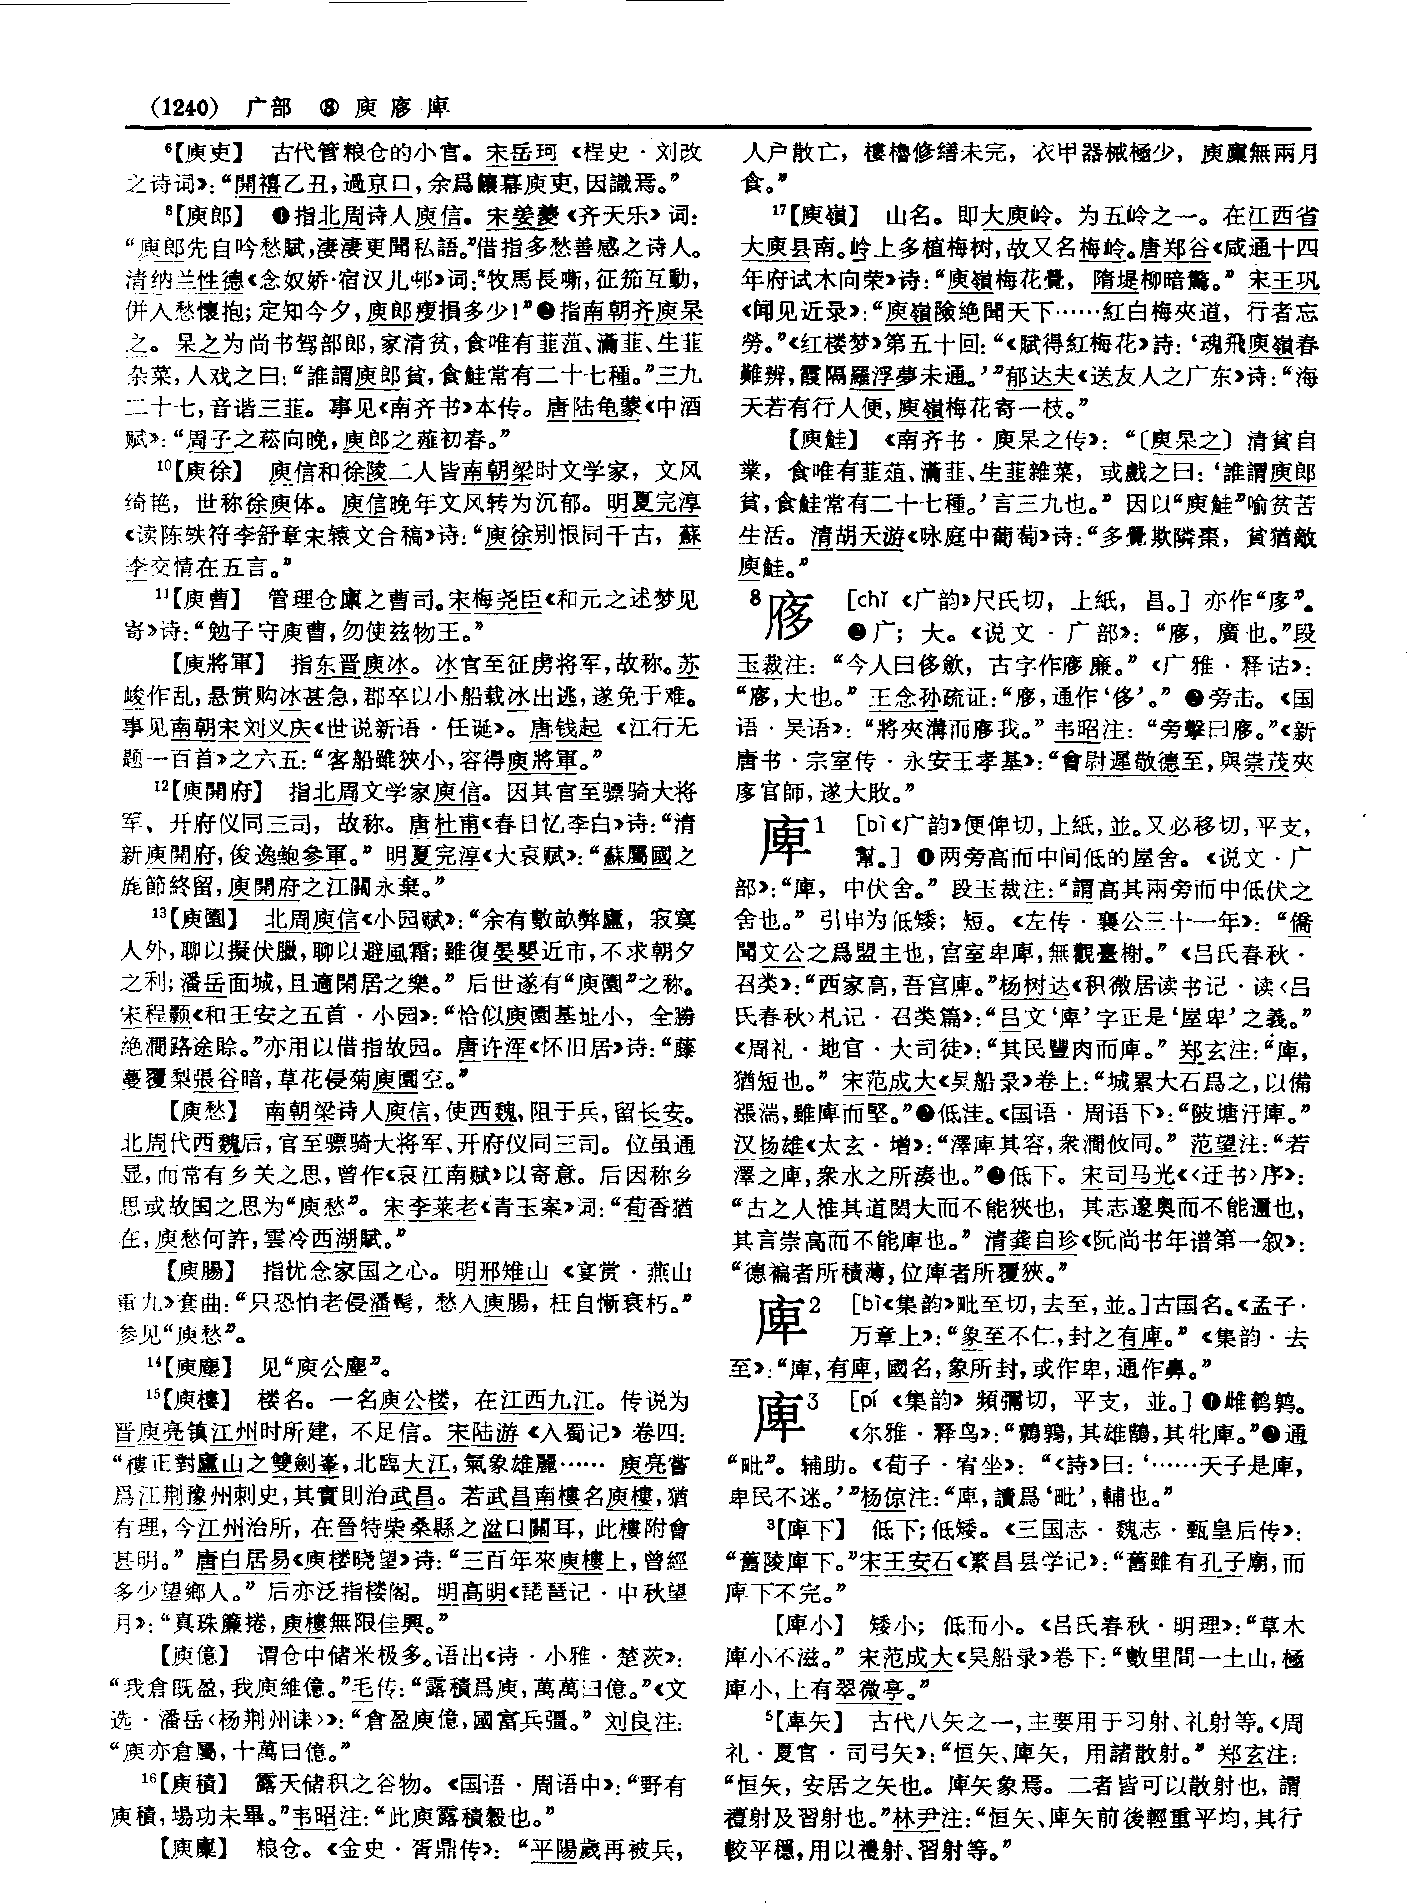 (1240) 广部 ⑧ 庾 廖 庳
⁶【庾吏】 古代管粮仓的小官。宋岳珂《桯史·刘改
之诗词》：“開禧乙丑，過京口，余爲饟幕庾吏，因識焉。”
⁸【庾郎】 ❶指北周诗人庾信。宋姜夔《齐天乐》词：
“庾郎先自吟愁賦，淒淒更聞私語。”借指多愁善感之诗人。
清纳兰性德《念奴娇·宿汉儿邨》词：“牧馬長嘶，征笳互動，
併入愁懷抱；定知今夕，庾郎瘦損多少！”❷指南朝齐庾杲
之。杲之为尚书驾部郎，家清贫，食唯有韮菹、瀹韮、生韮
杂菜，人戏之曰：“誰謂庾郎貧，食鮭常有二十七種。”三九
二十七，音谐三韮。事见《南齐书》本传。唐陆龟蒙《中酒
赋》：“周子之菘向晚，庾郎之薤初春。”
¹⁰【庾徐】 庾信和徐陵二人皆南朝梁时文学家，文风
绮艳，世称徐庾体。庾信晚年文风转为沉郁。明夏完淳
《读陈轶符李舒章宋辕文合稿》诗：“庾徐别恨同千古，蘇
李交情在五言。”
¹¹【庾曹】 管理仓廪之曹司。宋梅尧臣《和元之述梦见
寄》诗：“勉子守庾曹，勿使兹物王。”
【庾將軍】 指东晋庾冰。冰官至征虏将军，故称。苏
峻作乱，悬赏购冰甚急，郡卒以小船载冰出逃，遂免于难。
事见南朝宋刘义庆《世说新语·任诞》。唐钱起《江行无
题一百首》之六五：“客船雖狹小，容得庾將軍。”
¹²【庾開府】 指北周文学家庾信。因其官至骠骑大将
军、开府仪同三司，故称。唐杜甫《春日忆李白》诗：“清
新庾開府，俊逸鲍參軍。” 明夏完淳《大哀赋》：“蘇屬國之
旄節終留，庾開府之江關永棄。”
¹³【庾園】 北周庾信《小园赋》：“余有數畝弊廬，寂寞
人外，聊以擬伏臘，聊以避風霜；雖復晏嬰近市，不求朝夕
之利；潘岳面城，且適閑居之樂。” 后世遂有“庾園”之称。
宋程颢《和王安之五首·小园》：“恰似庾園基址小，全勝
絶澗路途賒。”亦用以借指故园。唐许浑《怀旧居》诗：“藤
蔓覆梨張谷暗，草花侵菊庾園空。”
【庾愁】 南朝梁诗人庾信，使西魏，阻于兵，留长安。
北周代西魏后，官至骠骑大将军、开府仪同三司。位虽通
显，而常有乡关之思，曾作《哀江南赋》以寄意。后因称乡
思或故国之思为“庾愁”。宋李莱老《青玉案》词：“荀香猶
在，庾愁何許，雲冷西湖賦。”
【庾腸】 指忧念家国之心。明邢雉山《宴赏·燕山
重九》套曲：“只恐怕老侵潘髩，愁入庾腸，枉自慚衰朽。”
参见“庾愁”。
¹⁴【庾塵】 见“庾公塵”。
¹⁵【庾樓】 楼名。一名庾公楼，在江西九江。传说为
晋庾亮镇江州时所建，不足信。宋陆游《入蜀记》卷四：
“樓正對廬山之雙劍峯，北臨大江，氣象雄麗…… 庾亮嘗
爲江荆豫州刺史，其實則治武昌。若武昌南樓名庾樓，猶
有理，今江州治所，在晉特柴桑縣之湓口關耳，此樓附會
甚明。” 唐白居易《庾楼晓望》诗：“三百年來庾樓上，曾經
多少望鄉人。” 后亦泛指楼阁。明高明《琵琶记·中秋望
月》：“真珠簾捲，庾樓無限佳興。”
【庾億】 谓仓中储米极多。语出《诗·小雅·楚茨》：
“我倉既盈，我庾維億。”毛传：“露積爲庾，萬萬曰億。”《文
选·潘岳〈杨荆州诔〉》：“倉盈庾億，國富兵彊。” 刘良注：
“庾亦倉屬，十萬曰億。”
¹⁶【庾積】 露天储积之谷物。《国语·周语中》：“野有
庾積，場功未畢。”韦昭注：“此庾露積穀也。”
【庾廩】 粮仓。《金史·胥鼎传》：“平陽歲再被兵，
人户散亡，樓櫓修繕未完，衣甲器械極少，庾廩無兩月
食。”
¹⁷【庾嶺】 山名。即大庾岭。为五岭之一。在江西省
大庾县南。岭上多植梅树，故又名梅岭。唐郑谷《咸通十四
年府试木向荣》诗：“庾嶺梅花覺，隋堤柳暗驚。” 宋王巩
《闻见近录》：“庾嶺險絶聞天下……紅白梅夾道，行者忘
勞。”《红楼梦》第五十回：“《賦得紅梅花》詩：‘魂飛庾嶺春
難辨，霞隔羅浮夢未通。’”郁达夫《送友人之广东》诗：“海
天若有行人便，庾嶺梅花寄一枝。”
【庾鮭】 《南齐书·庾杲之传》：“〔庾杲之〕清貧自
業，食唯有韮菹、瀹韮、生韮雜菜，或戲之曰：‘誰謂庾郎
貧，食鮭常有二十七種。’言三九也。” 因以“庾鮭”喻贫苦
生活。清胡天游《咏庭中葡萄》诗：“多覺欺隣棗，貧猶敵
庾鮭。”
⁸廖 [chǐ 《广韵》尺氏切，上紙，昌。] 亦作“㢋”。
❶广；大。《说文·广部》：“廖，廣也。”段
玉裁注：“今人曰侈斂，古字作廖廉。”《广雅·释诂》：
“廖，大也。” 王念孙疏证：“廖，通作‘侈’。” ❷旁击。《国
语·吴语》：“將夾溝而廖我。” 韦昭注：“旁擊曰廖。”《新
唐书·宗室传·永安王孝基》：“會尉遲敬德至，與崇茂夾
廖官師，遂大敗。”
庳¹ [bì《广韵》便俾切，上紙，並。又必移切，平支，
幫。] ❶两旁高而中间低的屋舍。《说文·广
部》：“庳，中伏舍。” 段玉裁注：“謂高其兩旁而中低伏之
舍也。” 引申为低矮；短。《左传·襄公三十一年》：“僑
聞文公之爲盟主也，宫室卑庳，無觀臺榭。”《吕氏春秋·
召类》：“西家高，吾宫庳。”杨树达《积微居读书记·读〈吕
氏春秋〉札记·召类篇》：“吕文‘庳’字正是‘屋卑’之義。”
《周礼·地官·大司徒》：“其民豐肉而庳。” 郑玄注：“庳，
猶短也。” 宋范成大《吴船录》卷上：“城累大石爲之，以備
漲湍，雖庳而堅。”❷低洼。《国语·周语下》：“陂塘汙庳。”
汉扬雄《太玄·增》：“澤庳其容，衆潤攸同。” 范望注：“若
澤之庳，衆水之所湊也。”❸低下。宋司马光《〈迂书〉序》：
“古之人惟其道閎大而不能狹也，其志邃奧而不能邇也，
其言崇高而不能庳也。” 清龚自珍《阮尚书年谱第一叙》：
“德褊者所積薄，位庳者所覆狹。”
庳² [bì《集韵》毗至切，去至，並。]古国名。《孟子·
万章上》：“象至不仁，封之有庳。”《集韵·去
至》：“庳，有庳，國名，象所封，或作卑，通作鼻。”
庳³ [pí 《集韵》頻彌切，平支，並。] ❶雌鹌鹑。
《尔雅·释鸟》：“鷯鶉，其雄鶛，其牝庳。”❷通
“毗”。辅助。《荀子·宥坐》：“《詩》曰：‘……天子是庳，
卑民不迷。’”杨倞注：“庳，讀爲‘毗’，輔也。”
³【庳下】 低下；低矮。《三国志·魏志·甄皇后传》：
“舊陵庳下。”宋王安石《繁昌县学记》：“舊雖有孔子廟，而
庳下不完。”
【庳小】 矮小；低而小。《吕氏春秋·明理》：“草木
庳小不滋。” 宋范成大《吴船录》卷下：“數里間一土山，極
庳小，上有翠微亭。”
⁵【庳矢】 古代八矢之一，主要用于习射、礼射等。《周
礼·夏官·司弓矢》：“恒矢、庳矢，用諸散射。” 郑玄注：
“恒矢，安居之矢也。庳矢象焉。二者皆可以散射也，謂
禮射及習射也。”林尹注：“恒矢、庳矢前後輕重平均，其行
較平穩，用以禮射、習射等。”